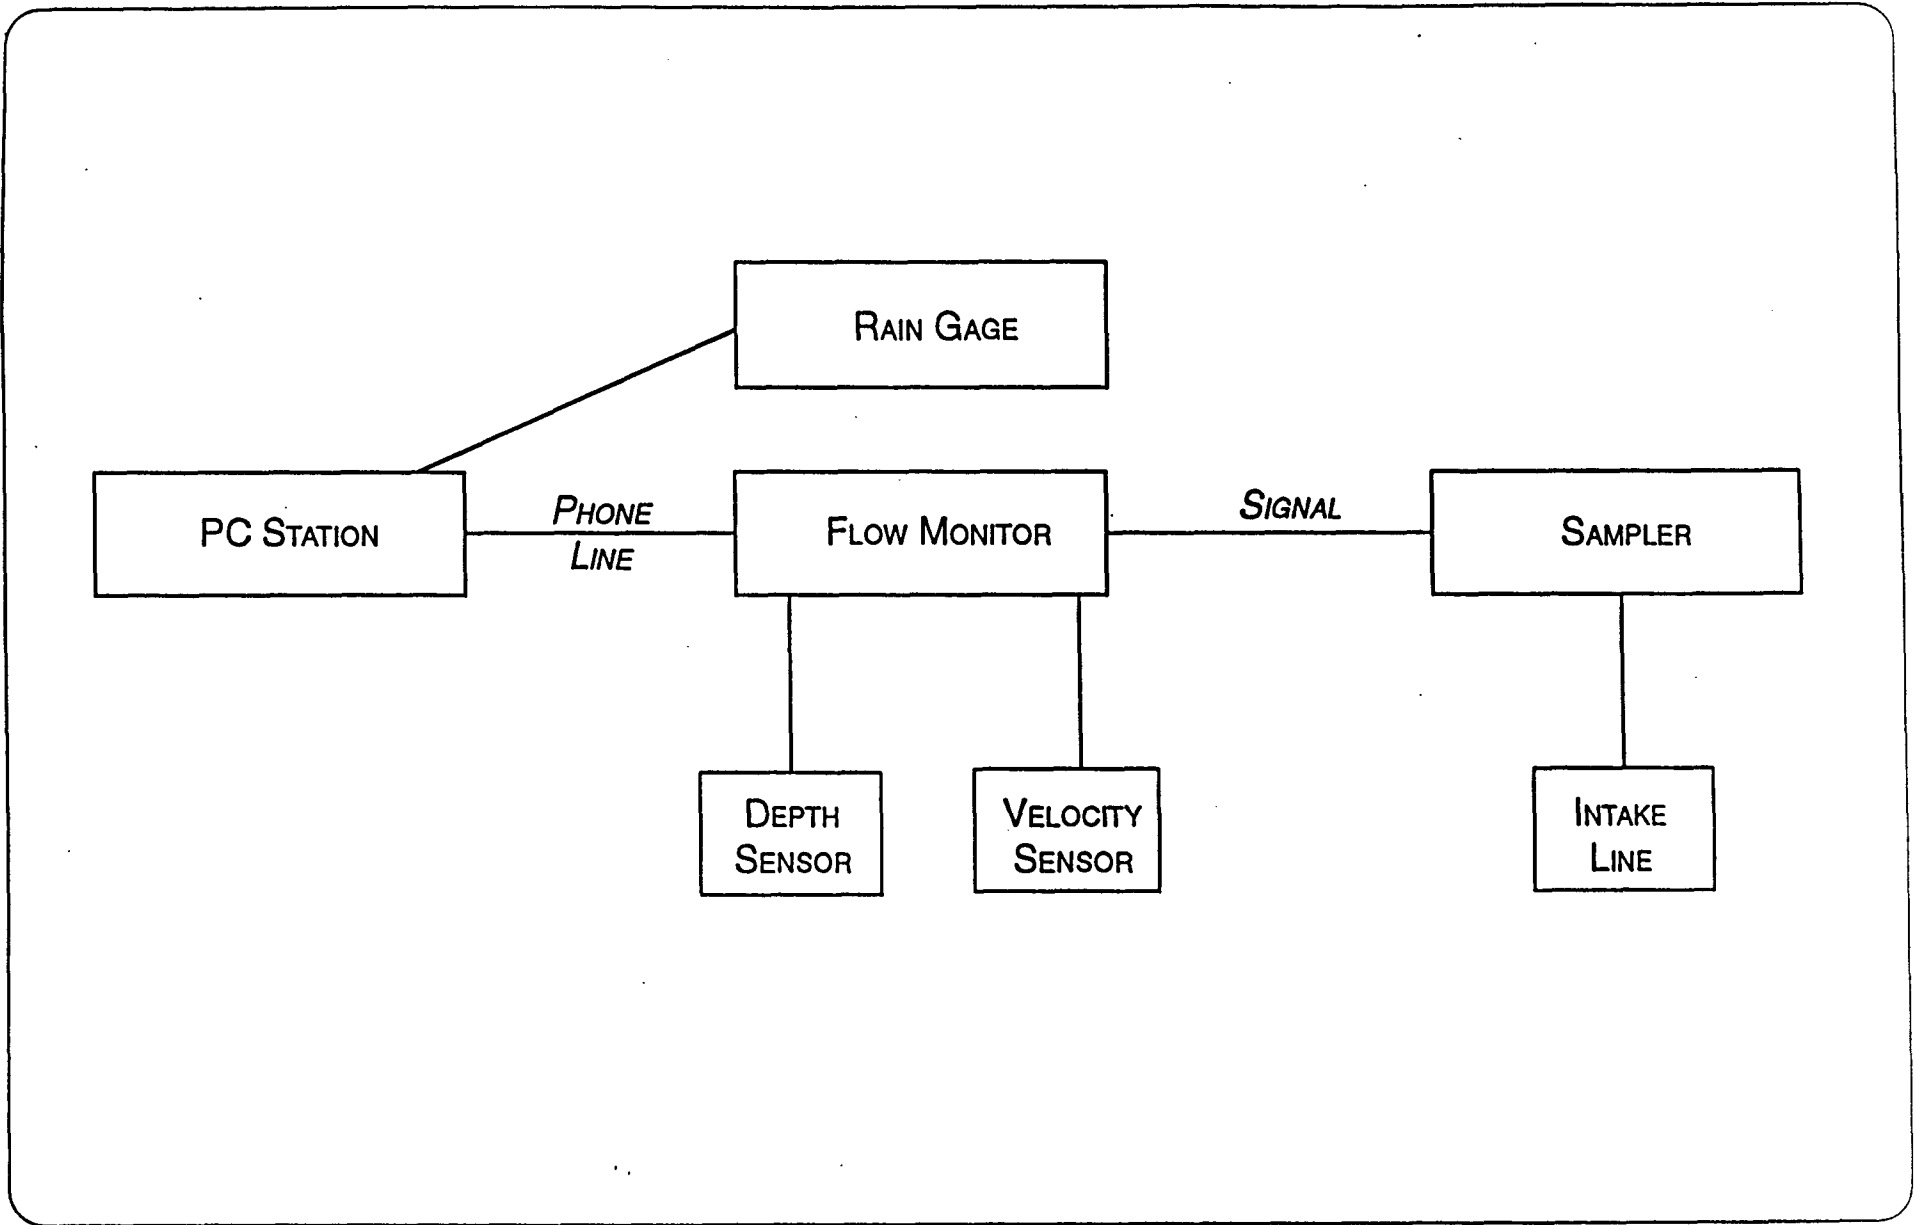 RAIN GAGE
PC STATION
PHONE
LINE
FLOW MONITOR
SIGNAL
SAMPLER
DEPTH
SENSOR
VELOCITY
SENSOR
INTAKE
LINE